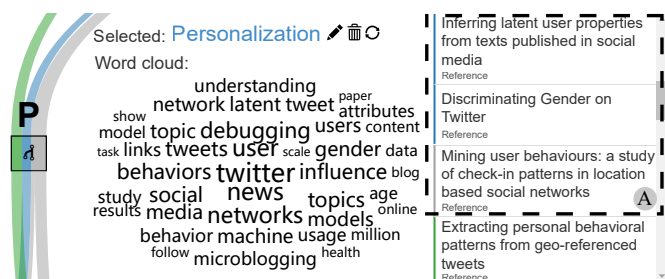 Selected: Personalization
Word cloud:
P
understanding
network latent tweet paper
show attributes
model topic debugging users content
task links tweets user scale gender data
behaviors twitter influence blog
study social news topics age
results media networks models online
behavior machine usage million
follow microblogging health
Inferring latent user properties
from texts published in social
media
Reference
Discriminating Gender on
Twitter
Reference
Mining user behaviours: a study
of check-in patterns in location
based social networks
Reference
A
Extracting personal behavioral
patterns from geo-referenced
tweets
Reference